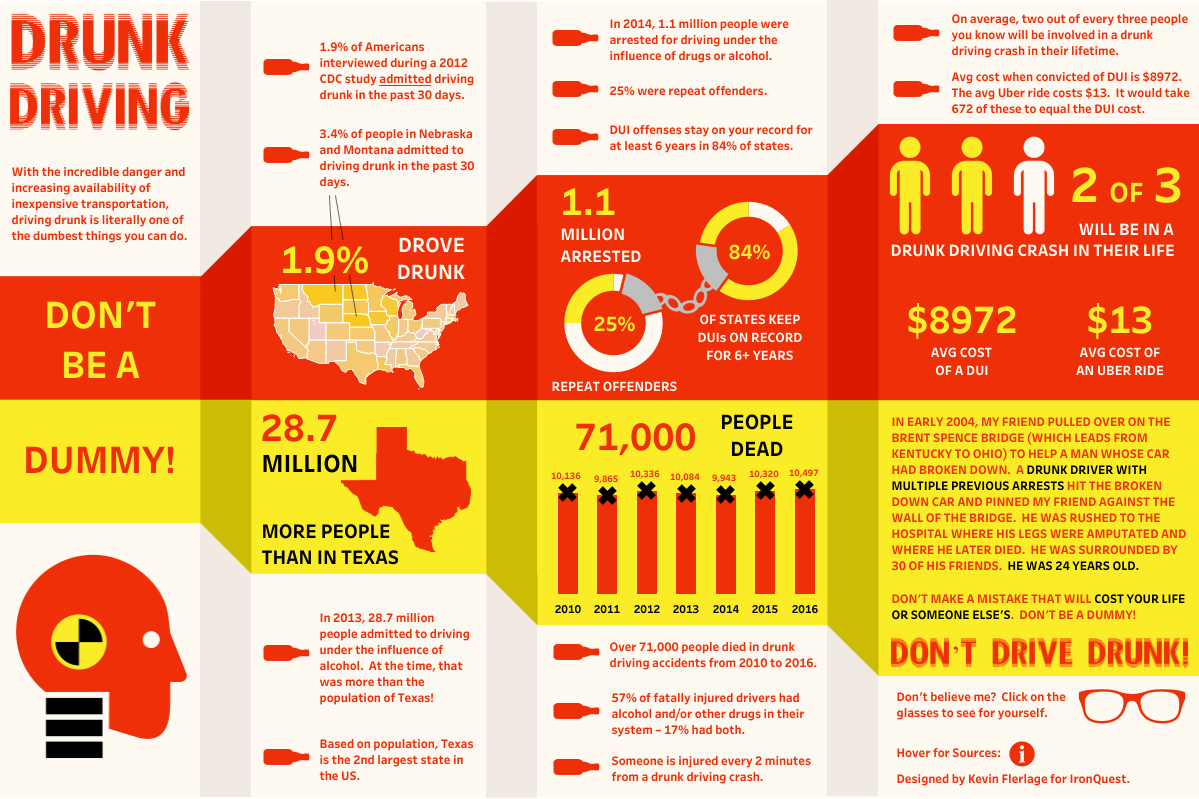 DRUNK
DRIVING
With the incredible danger and
increasing availability of
inexpensive transportation,
driving drunk is literally one of
the dumbest things you can do.
DON'T
BE A
DUMMY!
1.9% of Americans
interviewed during a 2012
CDC study admitted driving
drunk in the past 30 days.
3.4% of people in Nebraska
and Montana admitted to
driving drunk in the past 30
days.
1.9%
DROVE
DRUNK
28.7
MILLION
MORE PEOPLE
THAN IN TEXAS
In 2013, 28.7 million
people admitted to driving
under the influence of
alcohol. At the time, that
was more than the
population of Texas!
Based on population, Texas
is the 2nd largest state in
the US.
In 2014, 1.1 million people were
arrested for driving under the
influence of drugs or alcohol.
25% were repeat offenders.
DUI offenses stay on your record for
at least 6 years in 84% of states.
1.1
MILLION
ARRESTED
84%
25%
OF STATES KEEP
DUIs ON RECORD
FOR 6+ YEARS
REPEAT OFFENDERS
71,000
PEOPLE
DEAD
10,136
9,865
10,336
10,084
9,943
10,320
10,497
2010
2011
2012
2013
2014
2015
2016
Over 71,000 people died in drunk
driving accidents from 2010 to 2016.
57% of fatally injured drivers had
alcohol and/or other drugs in their
system – 17% had both.
Someone is injured every 2 minutes
from a drunk driving crash.
On average, two out of every three people
you know will be involved in a drunk
driving crash in their lifetime.
Avg cost when convicted of DUI is $8972.
The avg Uber ride costs $13. It would take
672 of these to equal the DUI cost.
2 OF 3
WILL BE IN A
DRUNK DRIVING CRASH IN THEIR LIFE
$8972
AVG COST
OF A DUI
$13
AVG COST OF
AN UBER RIDE
IN EARLY 2004, MY FRIEND PULLED OVER ON THE
BRENT SPENCE BRIDGE (WHICH LEADS FROM
KENTUCKY TO OHIO) TO HELP A MAN WHOSE CAR
HAD BROKEN DOWN. A DRUNK DRIVER WITH
MULTIPLE PREVIOUS ARRESTS HIT THE BROKEN
DOWN CAR AND PINNED MY FRIEND AGAINST THE
WALL OF THE BRIDGE. HE WAS RUSHED TO THE
HOSPITAL WHERE HIS LEGS WERE AMPUTATED AND
WHERE HE LATER DIED. HE WAS SURROUNDED BY
30 OF HIS FRIENDS. HE WAS 24 YEARS OLD.
DON'T MAKE A MISTAKE THAT WILL COST YOUR LIFE
OR SOMEONE ELSE'S. DON'T BE A DUMMY!
DON'T DRIVE DRUNK!
Don't believe me? Click on the
glasses to see for yourself.
Hover for Sources: i
Designed by Kevin Flerlage for IronQuest.